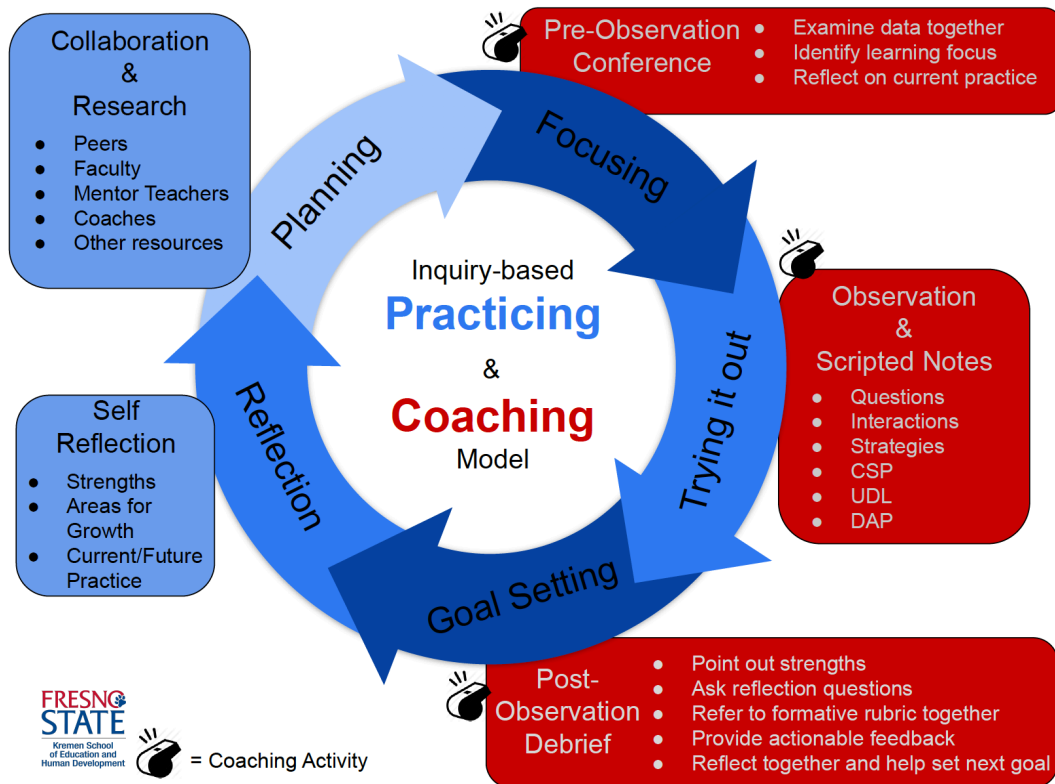 Collaboration
&
Research
● Peers
● Faculty
● Mentor Teachers
● Coaches
● Other resources
Pre-Observation
Conference
● Examine data together
● Identify learning focus
● Reflect on current practice
Planning
Focusing
Trying it out
Goal Setting
Reflection
Inquiry-based
Practicing
&
Coaching
Model
Observation
&
Scripted Notes
● Questions
● Interactions
● Strategies
● CSP
● UDL
● DAP
Self
Reflection
● Strengths
● Areas for
Growth
● Current/Future
Practice
Post-
Observation
Debrief
● Point out strengths
● Ask reflection questions
● Refer to formative rubric together
● Provide actionable feedback
● Reflect together and help set next goal
FRESNO
STATE
Kremen School
of Education and
Human Development
= Coaching Activity